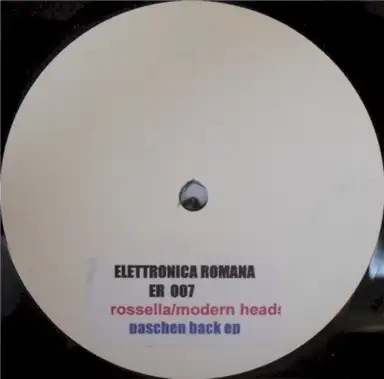 ELETTRONICA ROMANA
ER 007
rossella/modern heads
paschen back ep